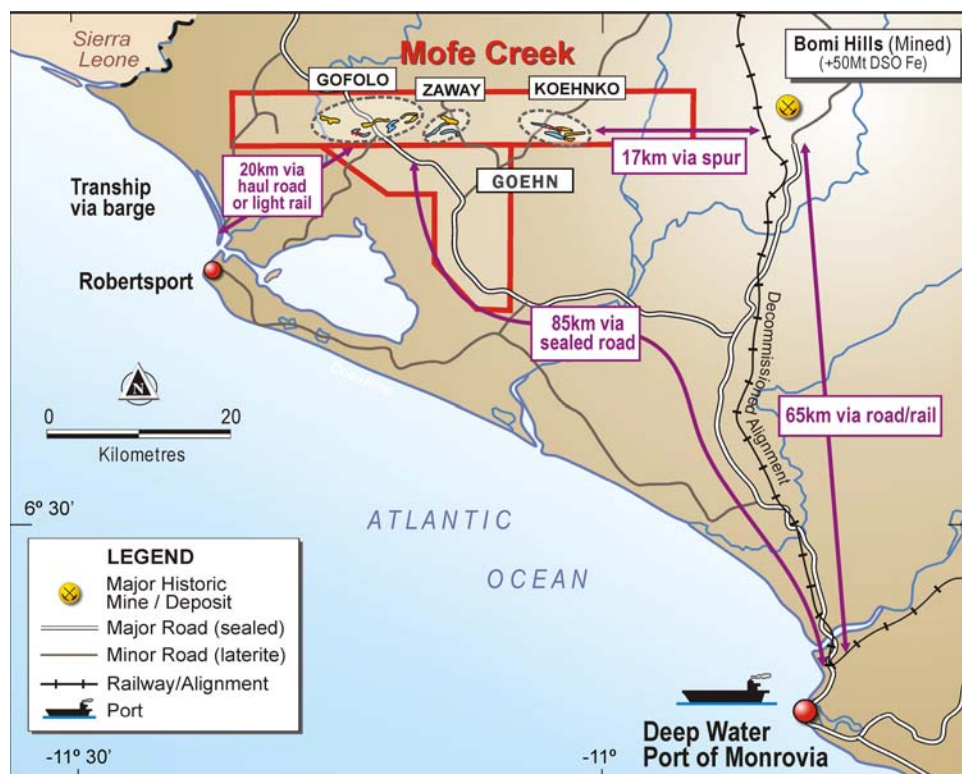 Sierra
Leone
Mofe Creek
Bomi Hills (Mined)
(+50Mt DSO Fe)
GOFOLO
ZAWAY
KOEHNKO
17km via spur
20km via
haul road
or light rail
GOEHN
Tranship
via barge
Robertsport
85km via
sealed road
Decommissioned Alignment
65km via road/rail
N
0
20
Kilometres
6º 30'
ATLANTIC
OCEAN
LEGEND
Major Historic
Mine / Deposit
Major Road (sealed)
Minor Road (laterite)
Railway/Alignment
Port
Deep Water
Port of Monrovia
-11º 30'
-11º